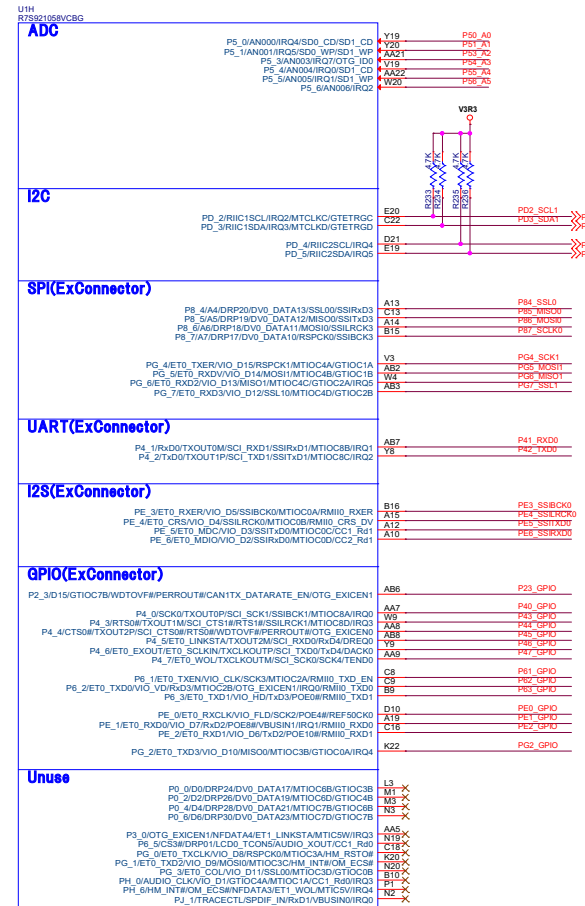 U1H
R7S921058VCBG
ADC
P5_0/AN000/IRQ4/SD0_CD/SD1_CD Y19 P50_A0
P5_1/AN001/IRQ5/SD0_WP/SD1_WP Y20 P51_A1
P5_3/AN003/IRQ7/OTG_ID0 AA21 P53_A2
P5_4/AN004/IRQ0/SD1_CD Y19 P54_A3
P5_5/AN005/IRQ1/SD1_WP AA22 P55_A4
P5_6/AN006/IRQ2 W20 P56_A5
V3R3
4.7K 4.7K 4.7K 4.7K
R233 R234 R235 R236
I2C
PD_2/RIIC1SCL/IRQ2/MTCLKC/GTETRGC E20 PD2_SCL1
PD_3/RIIC1SDA/IRQ3/MTCLKD/GTETRGD C22 PD3_SDA1
PD_4/RIIC2SCL/IRQ4 D21
PD_5/RIIC2SDA/IRQ5 E19
SPI(ExConnector)
P8_4/A4/DRP20/DV0_DATA13/SSL00/SSIRxD3 A13 P84_SSL0
P8_5/A5/DRP19/DV0_DATA12/MISO0/SSITxD3 C13 P85_MISO0
P8_6/A6/DRP18/DV0_DATA11/MOSI0/SSILRCK3 A14 P86_MOSI0
P8_7/A7/DRP17/DV0_DATA10/RSPCK0/SSIBCK3 B15 P87_SCLK0
PG_4/ET0_TXER/VIO_D15/RSPCK1/MTIOC4A/GTIOC1A V3 PG4_SCK1
PG_5/ET0_RXDV/VIO_D14/MOSI1/MTIOC4B/GTIOC1B AB2 PG5_MOSI1
PG_6/ET0_RXD2/VIO_D13/MISO1/MTIOC4C/GTIOC2A/IRQ5 W4 PG6_MISO1
PG_7/ET0_RXD3/VIO_D12/SSL10/MTIOC4D/GTIOC2B AB3 PG7_SSL1
UART(ExConnector)
P4_1/RxD0/TXOUT0M/SCI_RXD1/SSIRxD1/MTIOC8B/IRQ1 AB7 P41_RXD0
P4_2/TxD0/TXOUT1P/SCI_TXD1/SSITxD1/MTIOC8C/IRQ2 Y8 P42_TXD0
I2S(ExConnector)
PE_3/ET0_RXER/VIO_D5/SSIBCK0/MTIOC0A/RMII0_RXER B16 PE3_SSIBCK0
PE_4/ET0_CRS/VIO_D4/SSILRCK0/MTIOC0B/RMII0_CRS_DV A15 PE4_SSILRCK0
PE_5/ET0_MDC/VIO_D3/SSITxD0/MTIOC0C/CC1_Rd1 A12 PE5_SSITXD0
PE_6/ET0_MDIO/VIO_D2/SSIRxD0/MTIOC0D/CC2_Rd1 A10 PE6_SSIRXD0
GPIO(ExConnector)
P2_3/D15/GTIOC7B/WDTOVF#/PERROUT#/CAN1TX_DATARATE_EN/OTG_EXICEN1 AB6 P23_GPIO
P4_0/SCK0/TXOUT0P/SCI_SCK1/SSIBCK1/MTIOC8A/IRQ0 AA7 P40_GPIO
P4_3/RTS0#/TXOUT1M/SCI_CTS1#/RTS1#/SSILRCK1/MTIOC8D/IRQ3 W9 P43_GPIO
P4_4/CTS0#/TXOUT2P/SCI_CTS0#/RTS0#WDTOVF#/PERROUT#/OTG_EXICEN0 AA8 P44_GPIO
P4_5/ET0_LINKSTA/TXOUT2M/SCI_RXD0/RxD4/DREQ0 AB8 P45_GPIO
P4_6/ET0_EXOUT/ET0_SCLKIN/TXCLKOUTP/SCI_TXD0/TxD4/DACK0 Y9 P46_GPIO
P4_7/ET0_WOL/TXCLKOUTM/SCI_SCK0/SCK4/TEND0 AA9 P47_GPIO
P6_1/ET0_TXEN/VIO_CLK/SCK3/MTIOC2A/RMII0_TXD_EN C8 P61_GPIO
P6_2/ET0_TXD0/VIO_VD/RxD3/MTIOC2B/OTG_EXICEN1/IRQ0/RMII0_TXD0 C9 P62_GPIO
P6_3/ET0_TXD1/VIO_HD/TxD3/POE0#/RMII0_TXD1 B9 P63_GPIO
PE_0/ET0_RXCLK/VIO_FLD/SCK2/POE4#/REF50CK0 D10 PE0_GPIO
PE_1/ET0_RXD0/VIO_D7/RxD2/POE8#/VBUSIN1/IRQ1/RMII0_RXD0 A19 PE1_GPIO
PE_2/ET0_RXD1/VIO_D6/TxD2/POE10#/RMII0_RXD1 C16 PE2_GPIO
PG_2/ET0_TXD3/VIO_D10/MISO0/MTIOC3B/GTIOC0A/IRQ4 K22 PG2_GPIO
Unuse
P0_0/D0/DRP24/DV0_DATA17/MTIOC6B/GTIOC3B L3
P0_2/D2/DRP26/DV0_DATA19/MTIOC6D/GTIOC4B M1
P0_4/D4/DRP28/DV0_DATA21/MTIOC7B/GTIOC6B M3
P0_6/D6/DRP30/DV0_DATA23/MTIOC7D/GTIOC7B N3
P3_0/OTG_EXICEN1/NFDATA4/ET1_LINKSTA/MTIC5W/IRQ3 AA5
P6_5/CS3#/DRP01/LCD0_TCON5/AUDIO_XOUT/CC1_Rd0 N19
PG_0/ET0_TXCLK/VIO_D8/RSPCK0/MTIOC3A/HM_RSTO# C18
PG_1/ET0_TXD2/VIO_D9/MOSI0/MTIOC3C/HM_INT#/OM_ECS# K20
PG_3/ET0_COL/VIO_D11/SSL00/MTIOC3D/GTIOC0B N20
PH_0/AUDIO_CLK/VIO_D1/GTIOC4A/MTIOC1A/CC1_Rd0/IRQ3 B10
PH_6/HM_INT#/OM_ECS#/NFDATA3/ET1_WOL/MTIC5V/IRQ4 P1
PJ_1/TRACECTL/SPDIF_IN/RxD1/VBUSIN0/IRQ0 N2